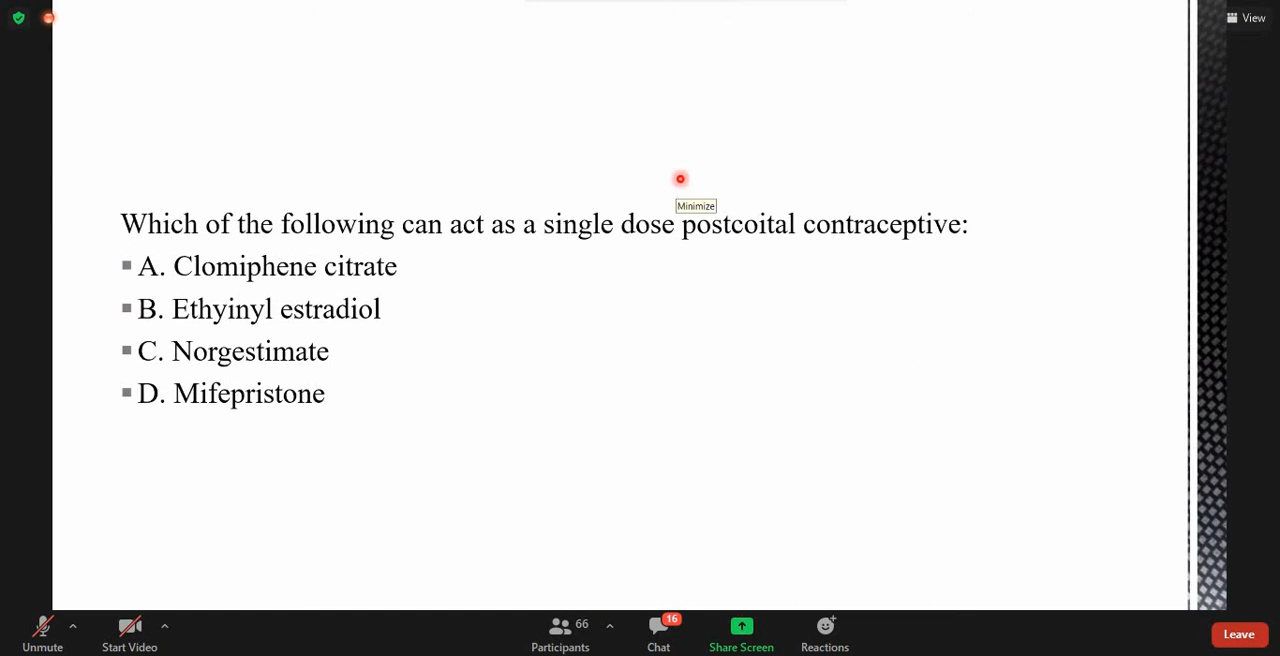 View
Minimize
Which of the following can act as a single dose postcoital contraceptive:
A. Clomiphene citrate
B. Ethyinyl estradiol
C. Norgestimate
D. Mifepristone
66
16
Unmute
Start Video
Participants
Chat
Share Screen
Reactions
Leave